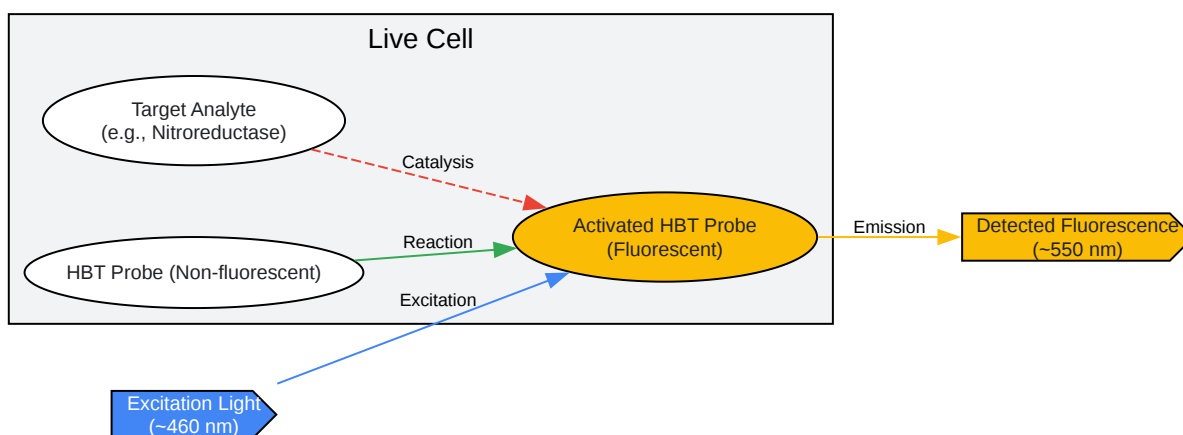 Live Cell
Target Analyte
(e.g., Nitroreductase)
Catalysis
HBT Probe (Non-fluorescent)
Reaction
Excitation
Activated HBT Probe
(Fluorescent)
Emission
Detected Fluorescence
(~550 nm)
Excitation Light
(~460 nm)